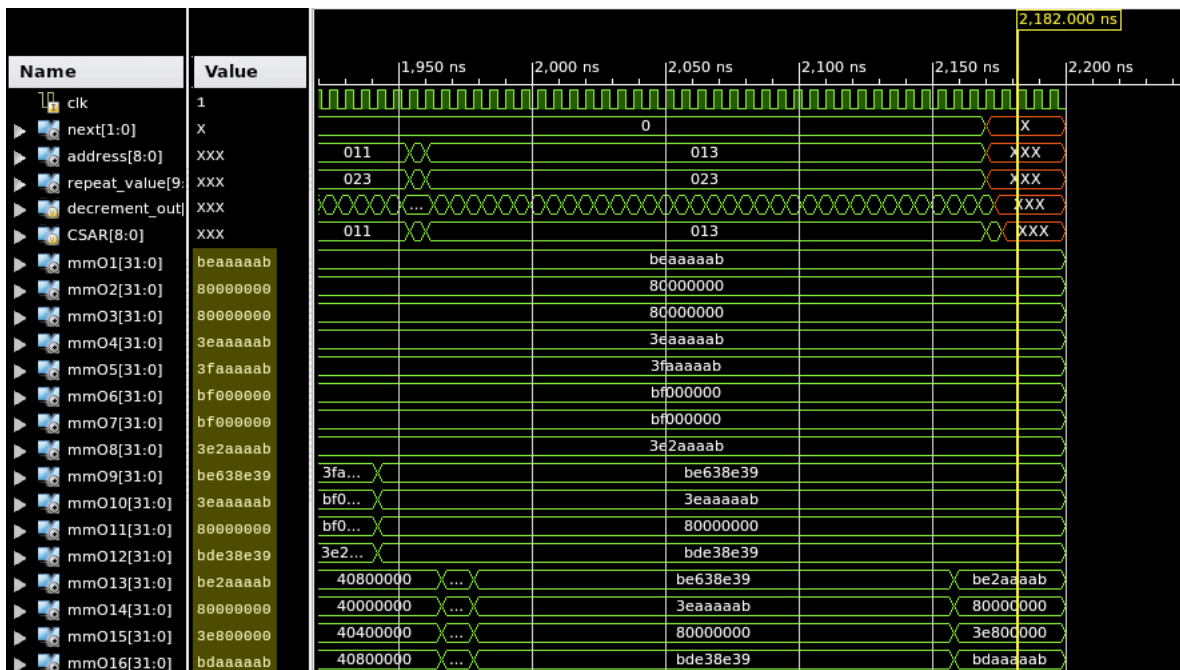 2,182.000 ns
Name Value 1,950 ns 2,000 ns 2,050 ns 2,100 ns 2,150 ns 2,200 ns
clk 1
next[1:0] X 0 X
address[8:0] XXX 011 013 XXX
repeat_value[9: XXX 023 023 XXX
decrement_out[ XXX ... XXX
CSAR[8:0] XXX 011 013 XXX
mmO1[31:0] beaaaaab beaaaaab
mmO2[31:0] 80000000 80000000
mmO3[31:0] 80000000 80000000
mmO4[31:0] 3eaaaaab 3eaaaaab
mmO5[31:0] 3faaaaab 3faaaaab
mmO6[31:0] bf000000 bf000000
mmO7[31:0] bf000000 bf000000
mmO8[31:0] 3e2aaaab 3e2aaaab
mmO9[31:0] be638e39 3fa... be638e39
mmO10[31:0] 3eaaaaab bf0... 3eaaaaab
mmO11[31:0] 80000000 bf0... 80000000
mmO12[31:0] bde38e39 3e2... bde38e39
mmO13[31:0] be2aaaab 40800000 ... be638e39 be2aaaab
mmO14[31:0] 80000000 40000000 ... 3eaaaaab 80000000
mmO15[31:0] 3e800000 40400000 ... 80000000 3e800000
mmO16[31:0] bdaaaaab 40800000 ... bde38e39 bdaaaaab